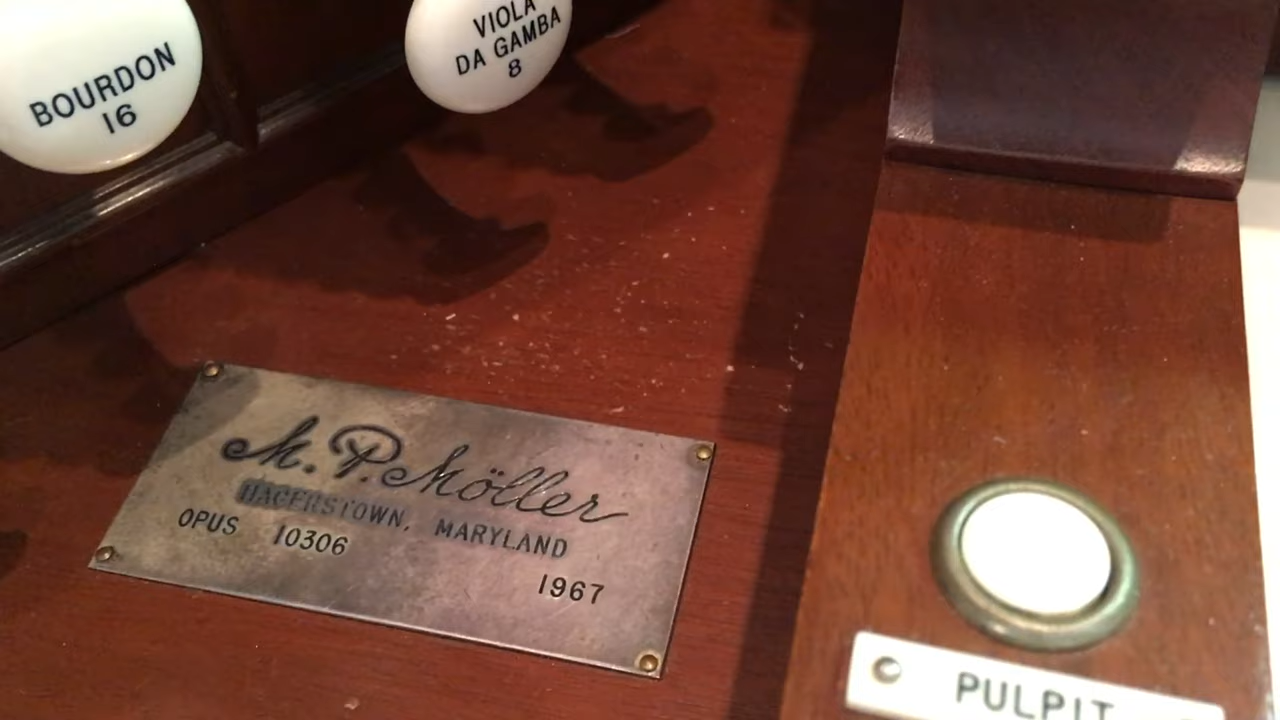 BOURDON
16
VIOLA
DA GAMBA
8
M. P. Möller
HAGERSTOWN, MARYLAND
OPUS 10306
1967
PULPIT